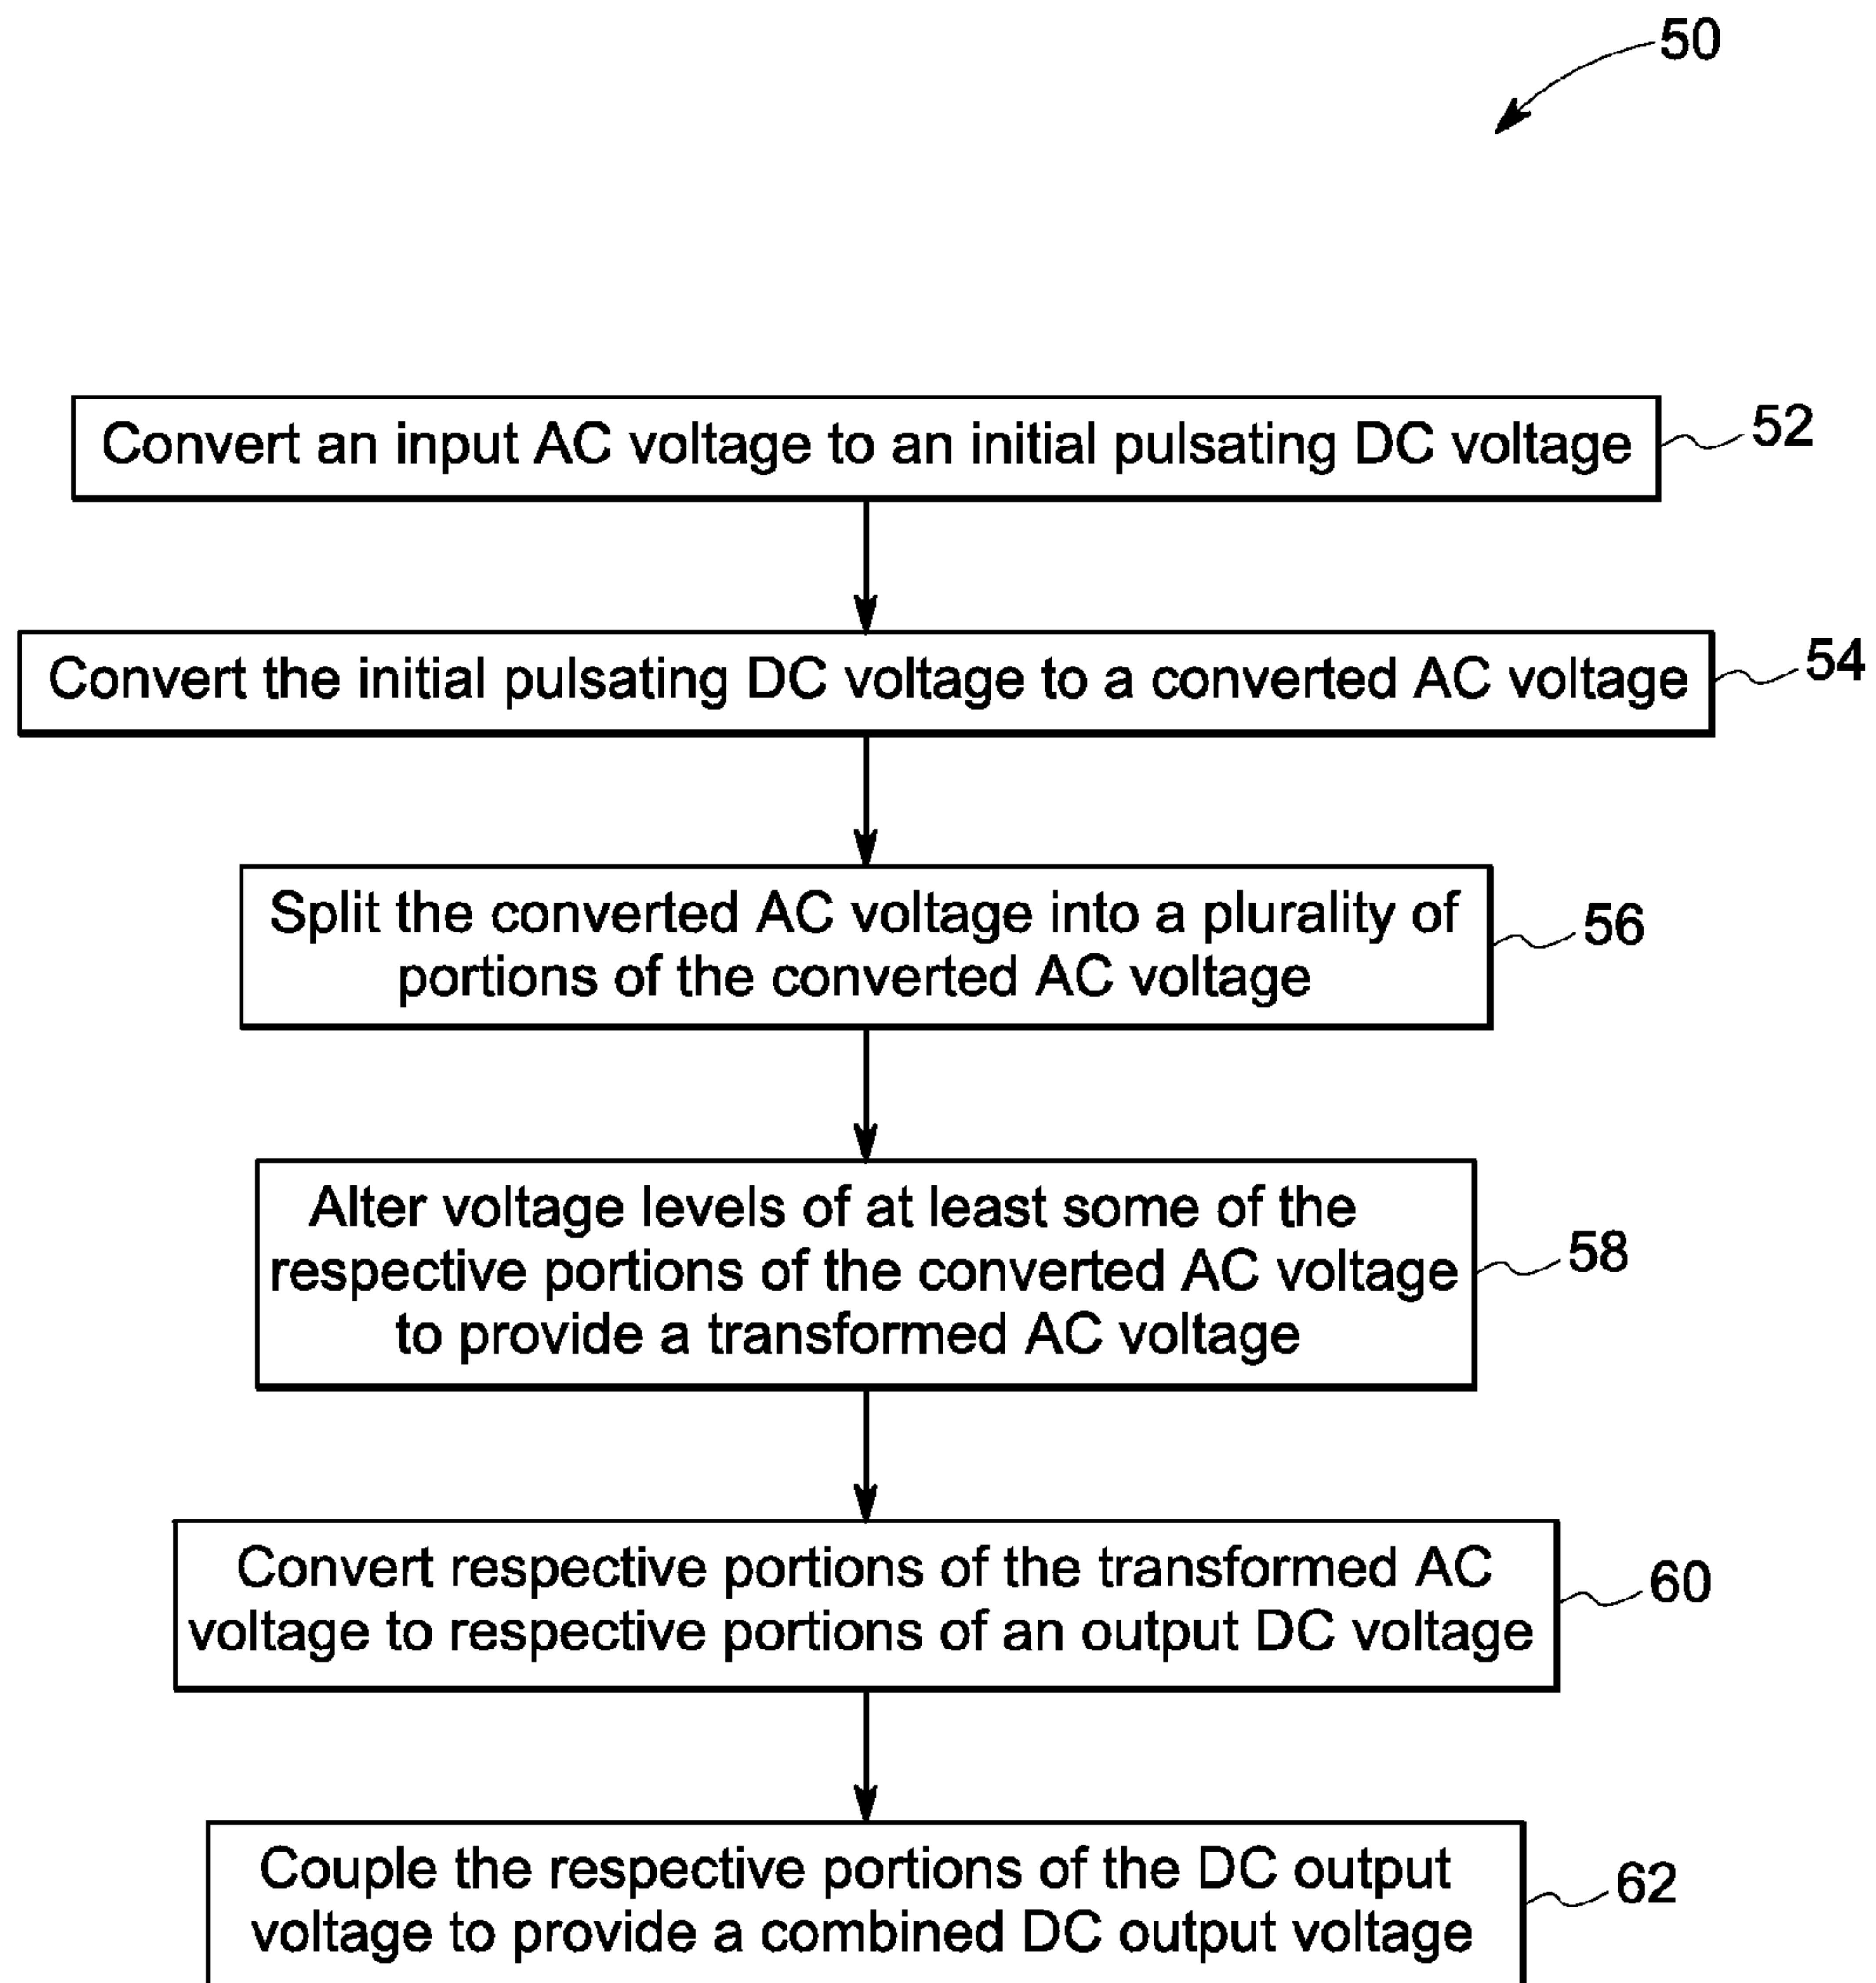 50
Convert an input AC voltage to an initial pulsating DC voltage
52
Convert the initial pulsating DC voltage to a converted AC voltage
54
Split the converted AC voltage into a plurality of
portions of the converted AC voltage
56
Alter voltage levels of at least some of the
respective portions of the converted AC voltage
to provide a transformed AC voltage
58
Convert respective portions of the transformed AC
voltage to respective portions of an output DC voltage
60
Couple the respective portions of the DC output
voltage to provide a combined DC output voltage
62